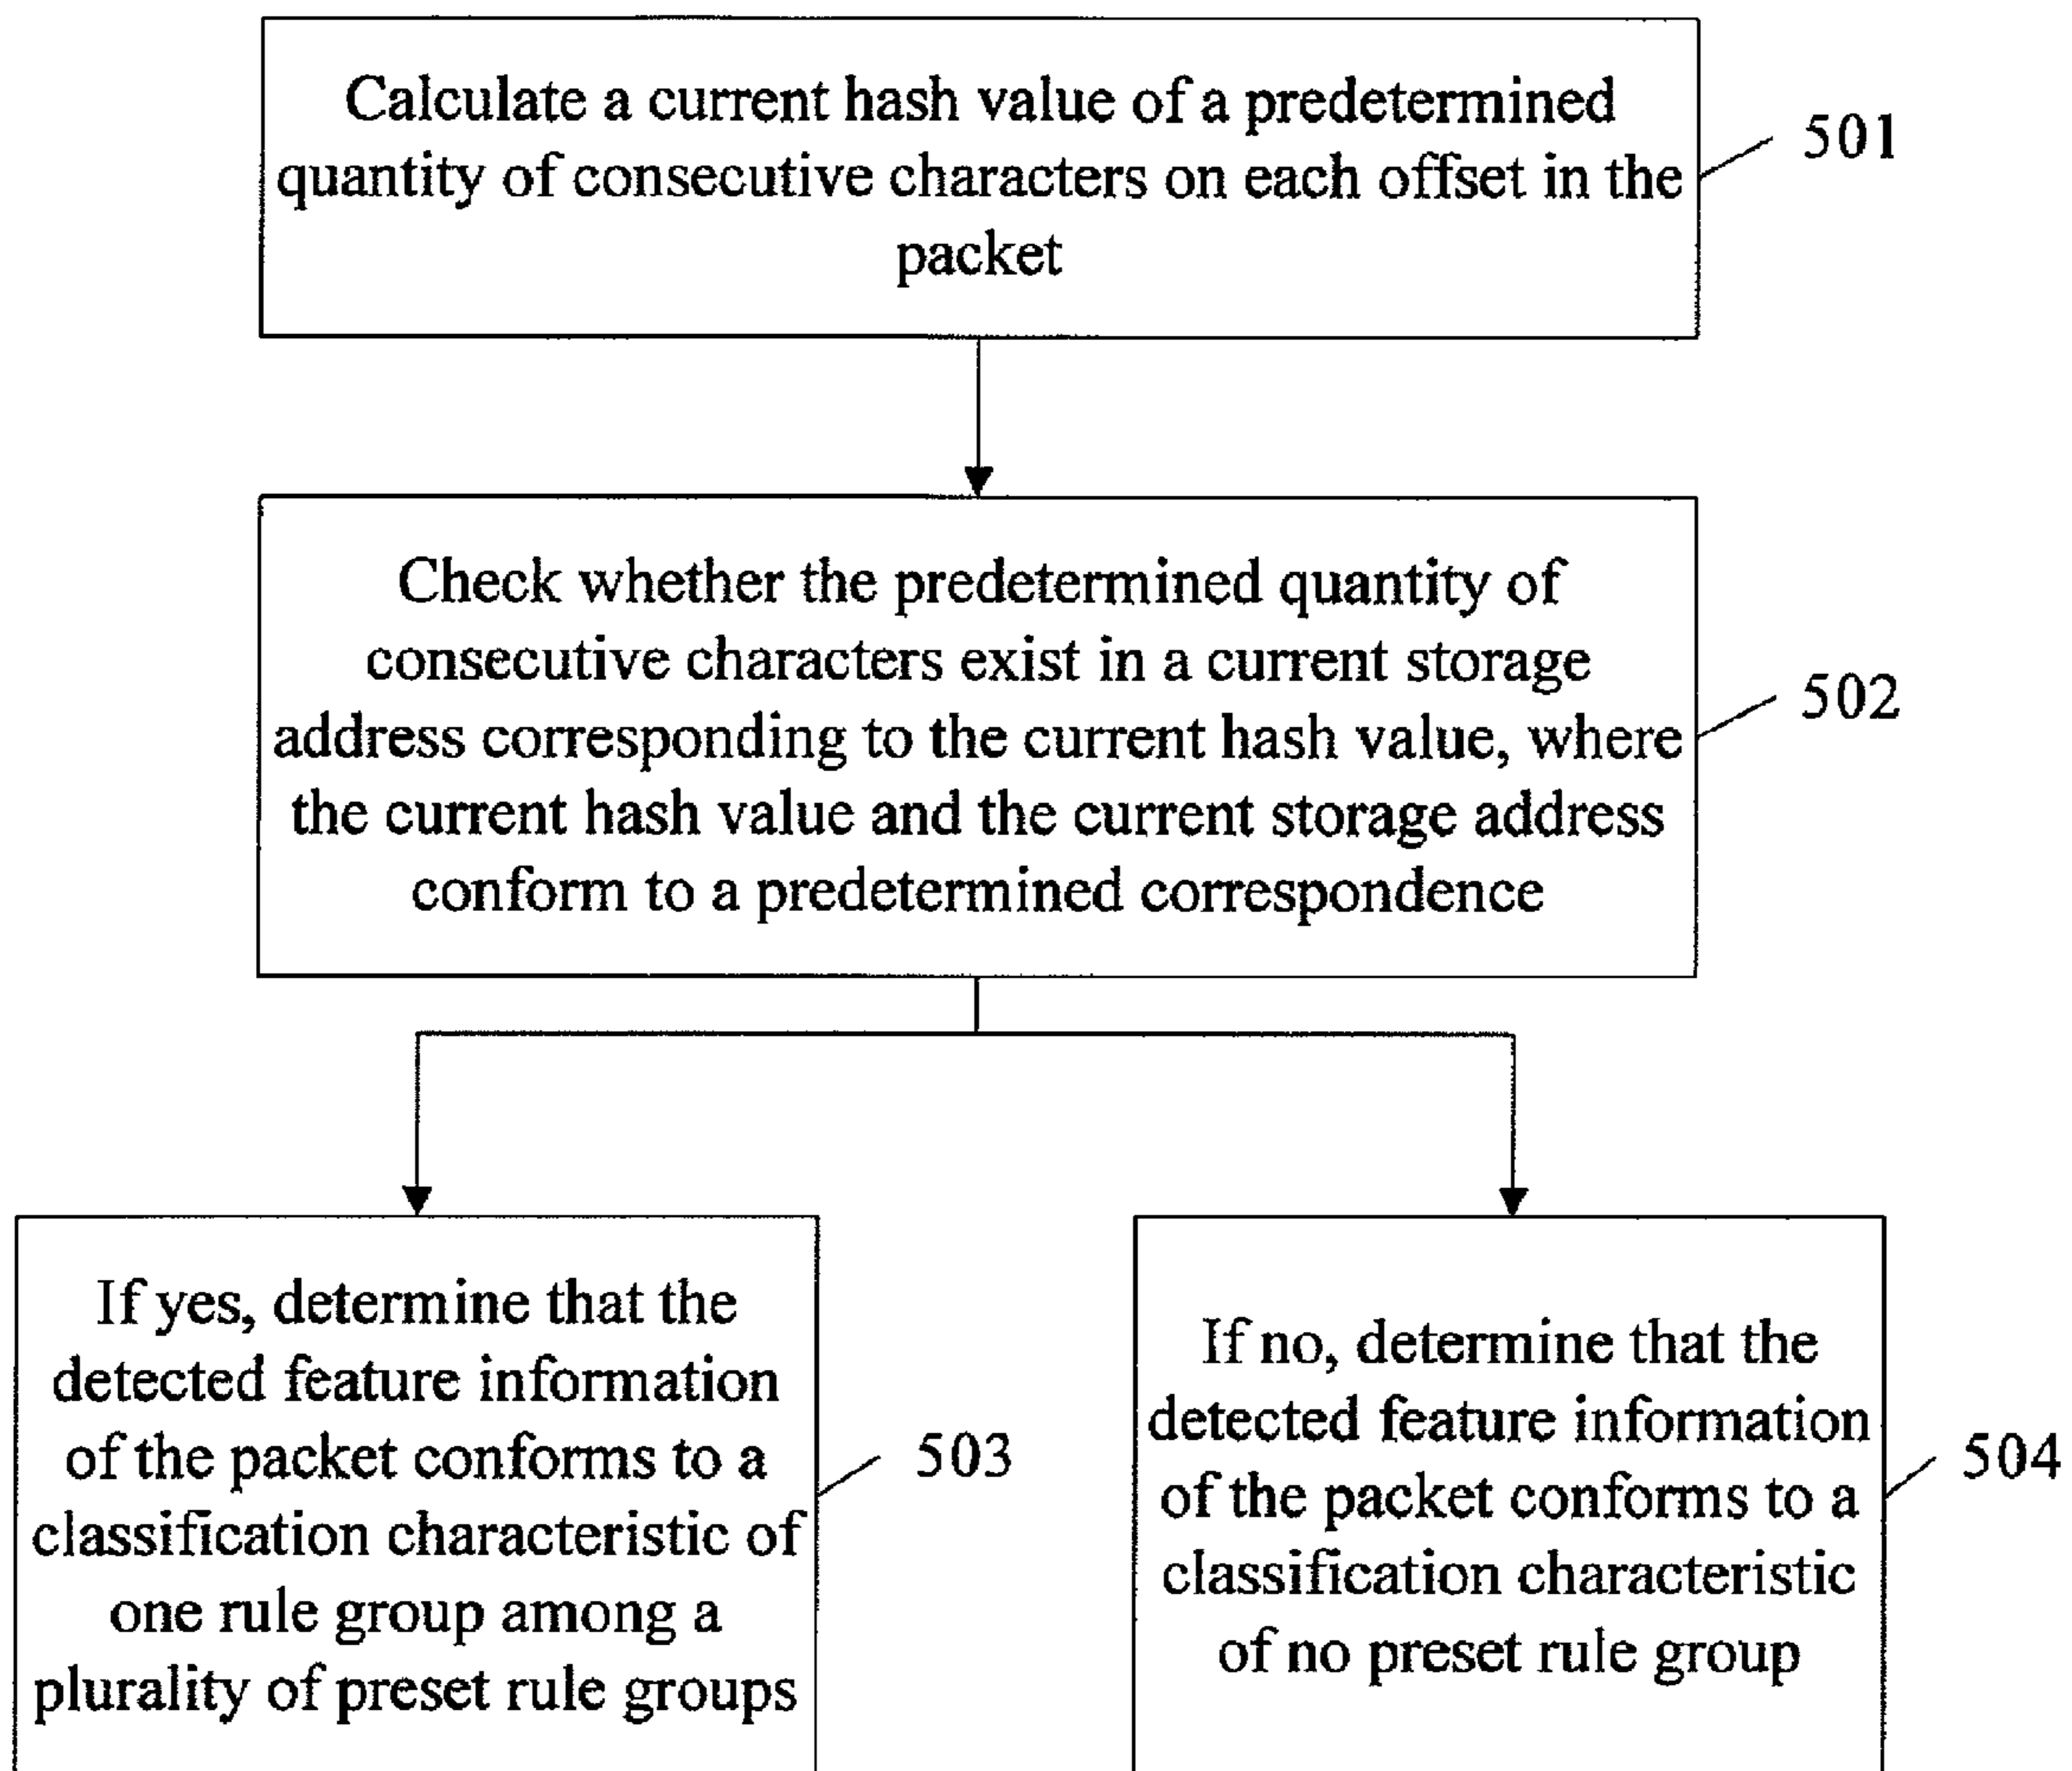 Calculate a current hash value of a predetermined
quantity of consecutive characters on each offset in the
packet
501
Check whether the predetermined quantity of
consecutive characters exist in a current storage
address corresponding to the current hash value, where
the current hash value and the current storage address
conform to a predetermined correspondence
502
If yes, determine that the
detected feature information
of the packet conforms to a
classification characteristic of
one rule group among a
plurality of preset rule groups
503
If no, determine that the
detected feature information
of the packet conforms to a
classification characteristic
of no preset rule group
504